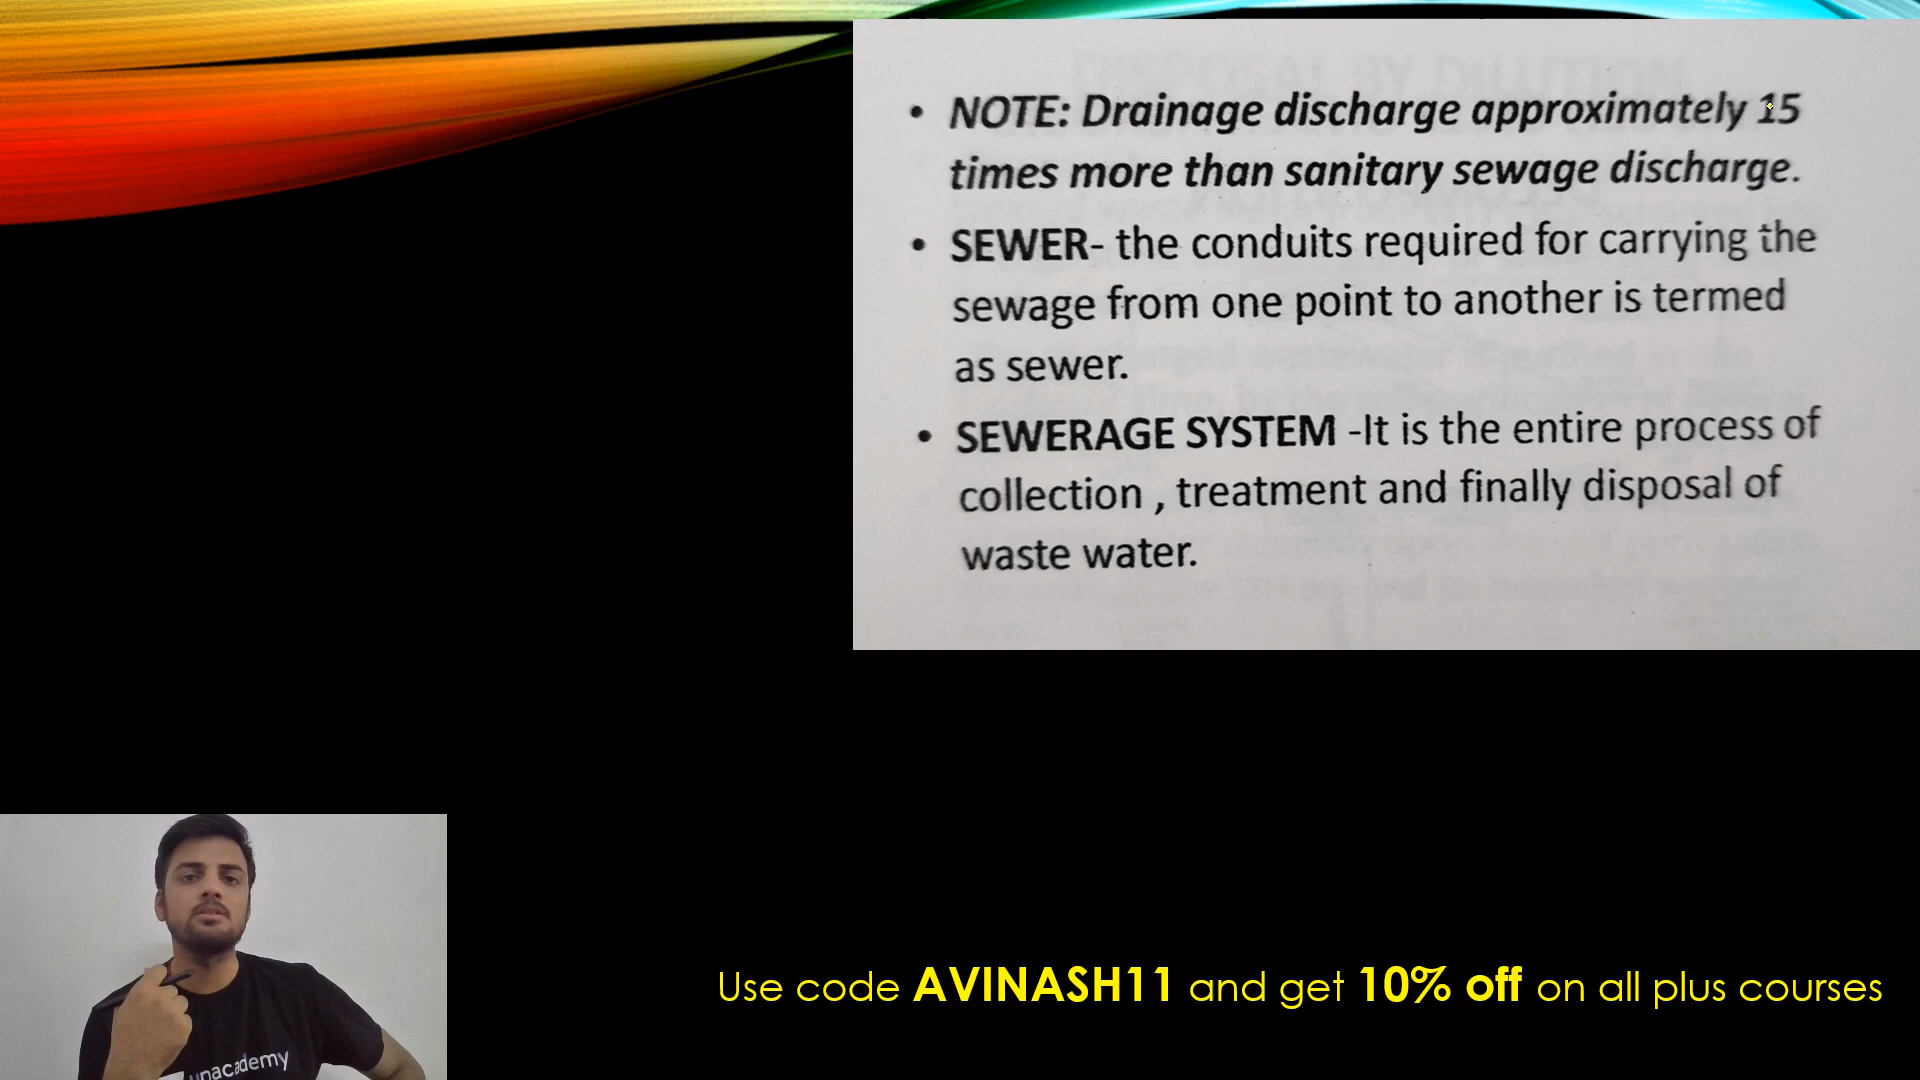 • NOTE: Drainage discharge approximately 15
times more than sanitary sewage discharge.
• SEWER- the conduits required for carrying the
sewage from one point to another is termed
as sewer.
• SEWERAGE SYSTEM -It is the entire process of
collection , treatment and finally disposal of
waste water.
unacademy
Use code AVINASH11 and get 10% off on all plus courses